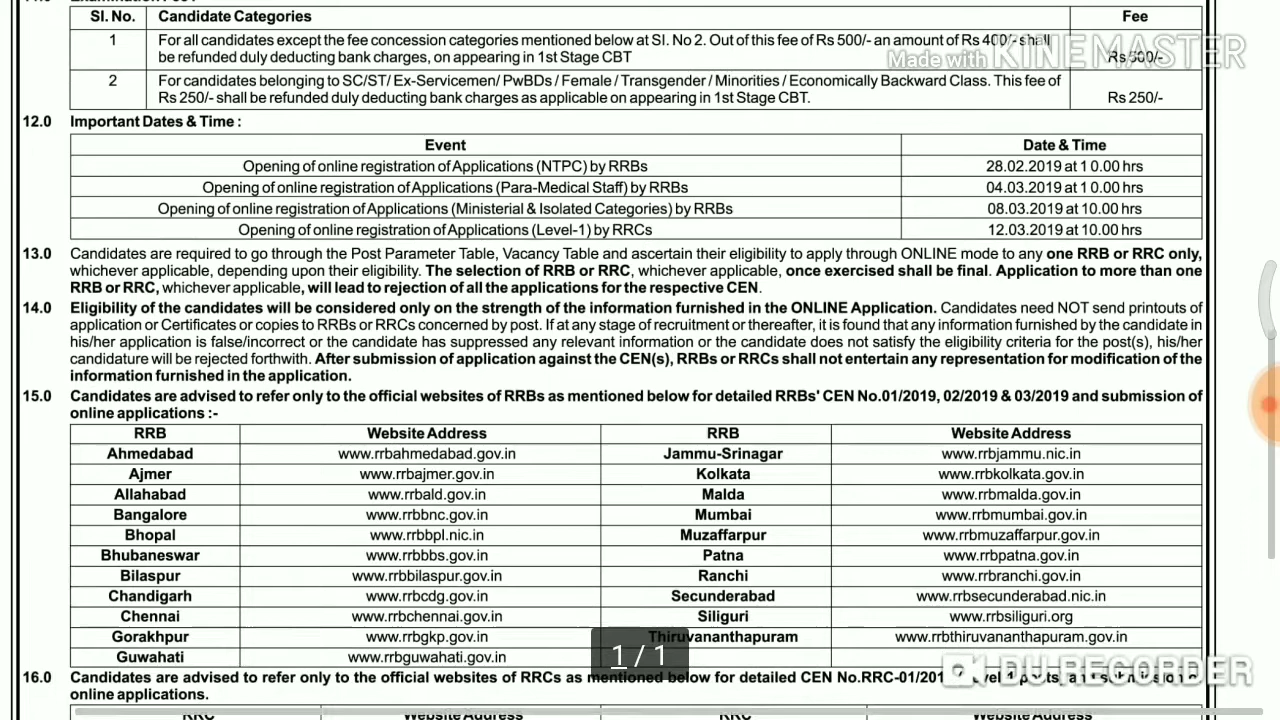 Sl. No. Candidate Categories Fee
1 For all candidates except the fee concession categories mentioned below at Sl. No 2. Out of this fee of Rs 500/- an amount of Rs 400/- shall
be refunded duly deducting bank charges, on appearing in 1st Stage CBT Rs 500/-
Made with KINEMASTER
2 For candidates belonging to SC/ST/ Ex-Servicemen/ PwBDs / Female / Transgender / Minorities / Economically Backward Class. This fee of
Rs 250/- shall be refunded duly deducting bank charges as applicable on appearing in 1st Stage CBT. Rs 250/-
12.0 Important Dates & Time :
Event Date & Time
Opening of online registration of Applications (NTPC) by RRBs 28.02.2019 at 10.00 hrs
Opening of online registration of Applications (Para-Medical Staff) by RRBs 04.03.2019 at 10.00 hrs
Opening of online registration of Applications (Ministerial & Isolated Categories) by RRBs 08.03.2019 at 10.00 hrs
Opening of online registration of Applications (Level-1) by RRCs 12.03.2019 at 10.00 hrs
13.0 Candidates are required to go through the Post Parameter Table, Vacancy Table and ascertain their eligibility to apply through ONLINE mode to any one RRB or RRC only,
whichever applicable, depending upon their eligibility. The selection of RRB or RRC, whichever applicable, once exercised shall be final. Application to more than one
RRB or RRC, whichever applicable, will lead to rejection of all the applications for the respective CEN.
14.0 Eligibility of the candidates will be considered only on the strength of the information furnished in the ONLINE Application. Candidates need NOT send printouts of
application or Certificates or copies to RRBs or RRCs concerned by post. If at any stage of recruitment or thereafter, it is found that any information furnished by the candidate in
his/her application is false/incorrect or the candidate has suppressed any relevant information or the candidate does not satisfy the eligibility criteria for the post(s), his/her
candidature will be rejected forthwith. After submission of application against the CEN(s), RRBs or RRCs shall not entertain any representation for modification of the
information furnished in the application.
15.0 Candidates are advised to refer only to the official websites of RRBs as mentioned below for detailed RRBs' CEN No.01/2019, 02/2019 & 03/2019 and submission of
online applications :-
RRB Website Address RRB Website Address
Ahmedabad www.rrbahmedabad.gov.in Jammu-Srinagar www.rrbjammu.nic.in
Ajmer www.rrbajmer.gov.in Kolkata www.rrbkolkata.gov.in
Allahabad www.rrbald.gov.in Malda www.rrbmalda.gov.in
Bangalore www.rrbbnc.gov.in Mumbai www.rrbmumbai.gov.in
Bhopal www.rrbbpl.nic.in Muzaffarpur www.rrbmuzaffarpur.gov.in
Bhubaneswar www.rrbbbs.gov.in Patna www.rrbpatna.gov.in
Bilaspur www.rrbbilaspur.gov.in Ranchi www.rrbranchi.gov.in
Chandigarh www.rrbcdg.gov.in Secunderabad www.rrbsecunderabad.nic.in
Chennai www.rrbchennai.gov.in Siliguri www.rrbsiliguri.org
Gorakhpur www.rrbgkp.gov.in Thiruvananthapuram www.rrbthiruvananthapuram.gov.in
Guwahati www.rrbguwahati.gov.in
1 / 1
DU RECORDER
16.0 Candidates are advised to refer only to the official websites of RRCs as mentioned below for detailed CEN No.RRC-01/201 posts) and submission o
online applications.
RRC Website Address RRC Website Address